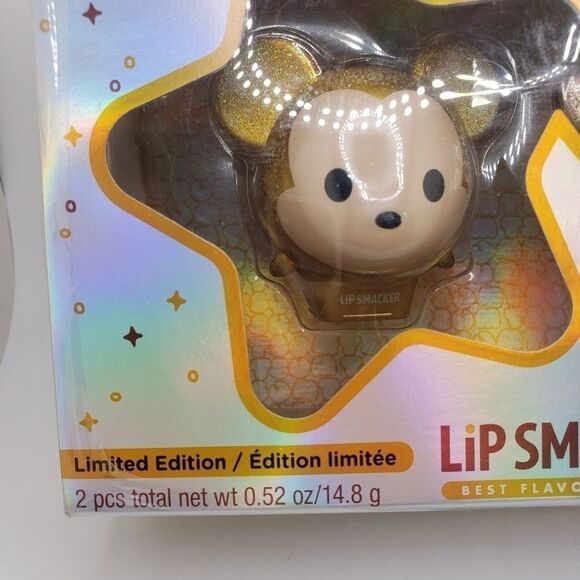 LIP SMACKER
Limited Edition / Édition limitée
LiP SM
BEST FLAVO
2 pcs total net wt 0.52 oz/14.8 g